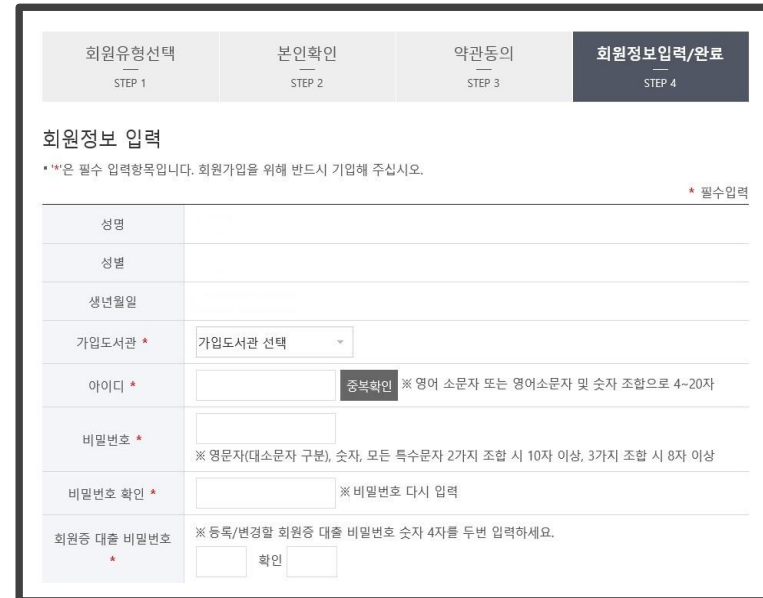 회원유형선택
STEP 1
본인확인
STEP 2
약관동의
STEP 3
회원정보입력/완료
STEP 4
회원정보 입력
▪ '*'은 필수 입력항목입니다. 회원가입을 위해 반드시 기입해 주십시오.
* 필수입력
성명
성별
생년월일
가입도서관 *
가입도서관 선택
아이디 *
중복확인 ※ 영어 소문자 또는 영어소문자 및 숫자 조합으로 4~20자
비밀번호 *
※ 영문자(대소문자 구분), 숫자, 모든 특수문자 2가지 조합 시 10자 이상, 3가지 조합 시 8자 이상
비밀번호 확인 *
※ 비밀번호 다시 입력
회원증 대출 비밀번호
*
※ 등록/변경할 회원증 대출 비밀번호 숫자 4자를 두번 입력하세요.
확인